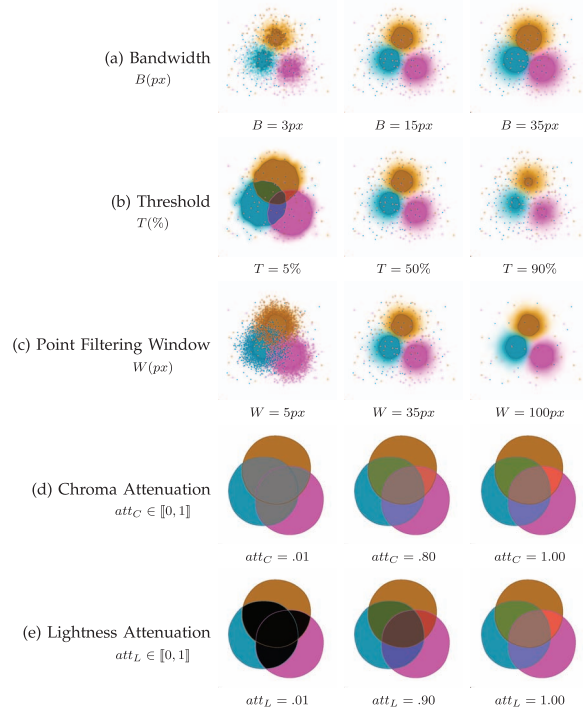 (a) Bandwidth
B(px)
B = 3px
B = 15px
B = 35px
(b) Threshold
T(%)
T = 5%
T = 50%
T = 90%
(c) Point Filtering Window
W(px)
W = 5px
W = 35px
W = 100px
(d) Chroma Attenuation
att_C ∈ ⟦0, 1⟧
att_C = .01
att_C = .80
att_C = 1.00
(e) Lightness Attenuation
att_L ∈ ⟦0, 1⟧
att_L = .01
att_L = .90
att_L = 1.00